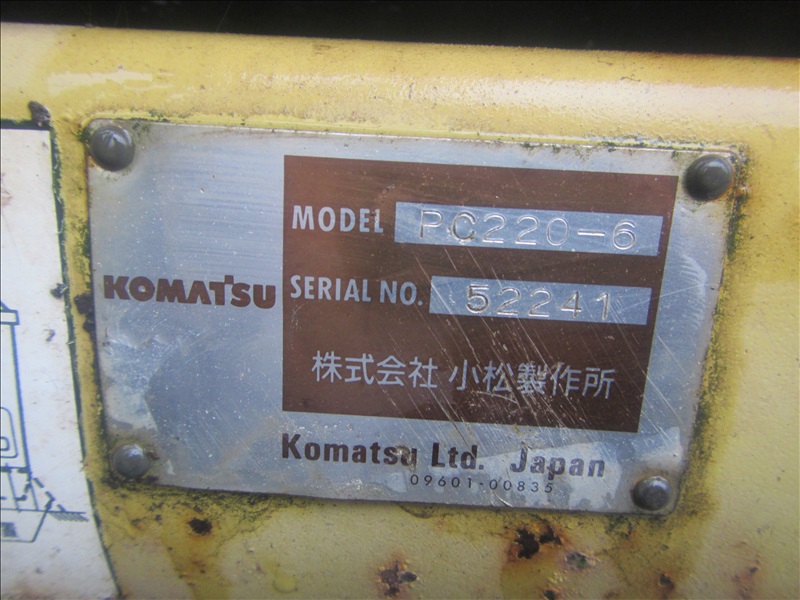 MODEL PC220-6
KOMATSU
SERIAL NO. 52241
株式会社 小松製作所
Komatsu Ltd. Japan
09601-00835